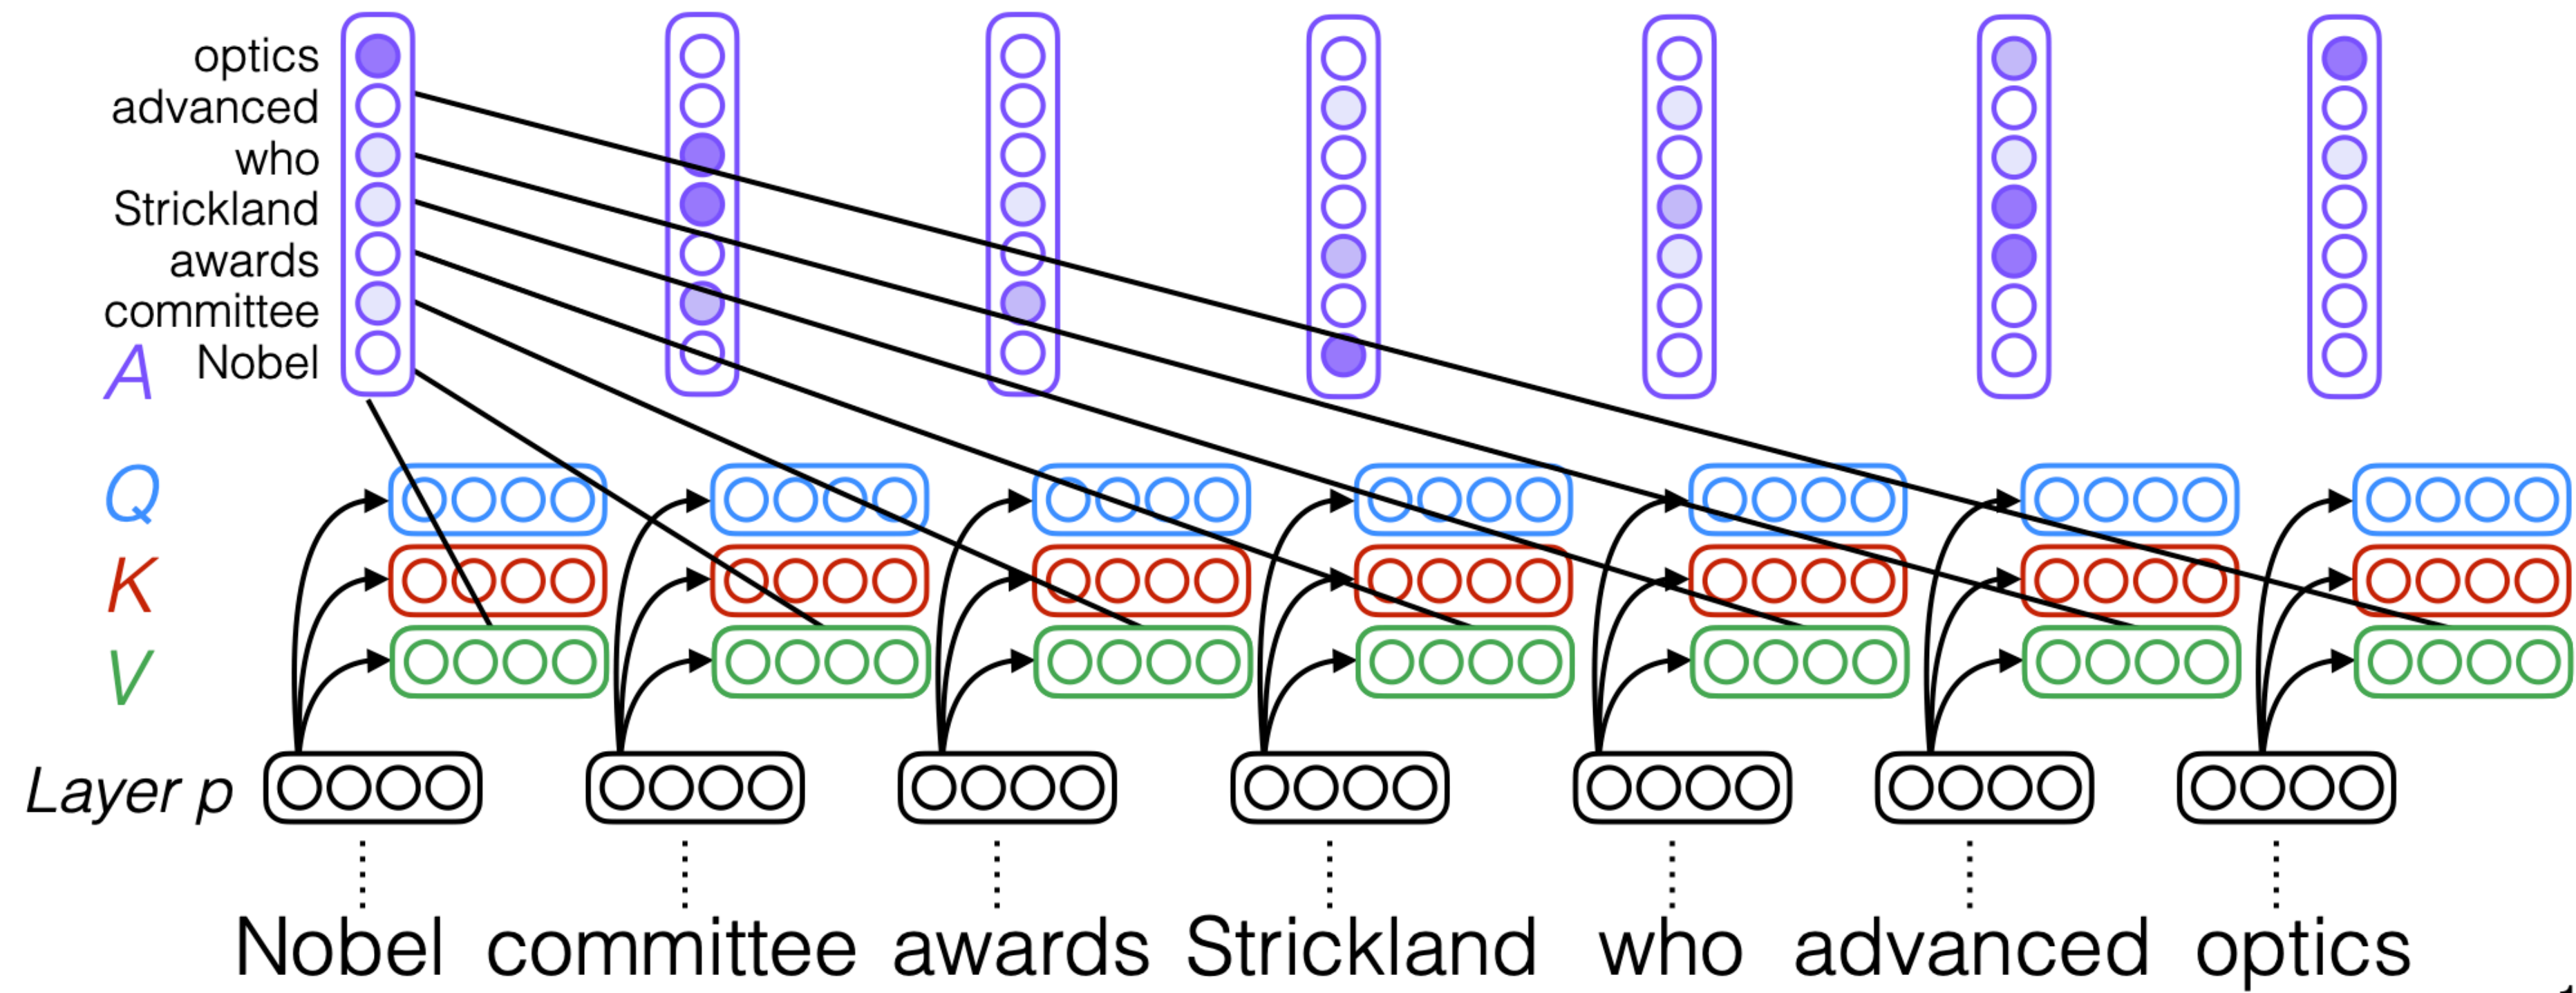 optics
advanced
who
Strickland
awards
committee
Nobel
A
Q
K
V
Layer p
Nobel committee awards Strickland who advanced optics